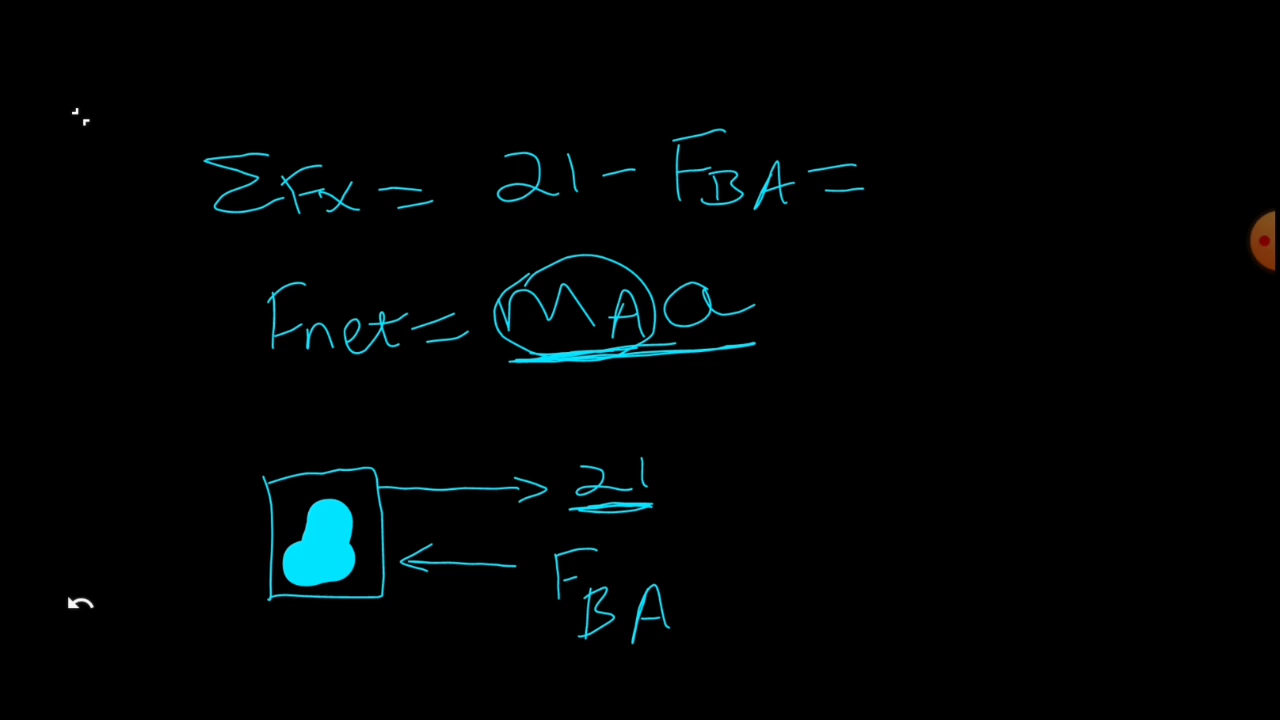 ΣFx = 21 - FBA =
Fnet = mAa
21
FBA